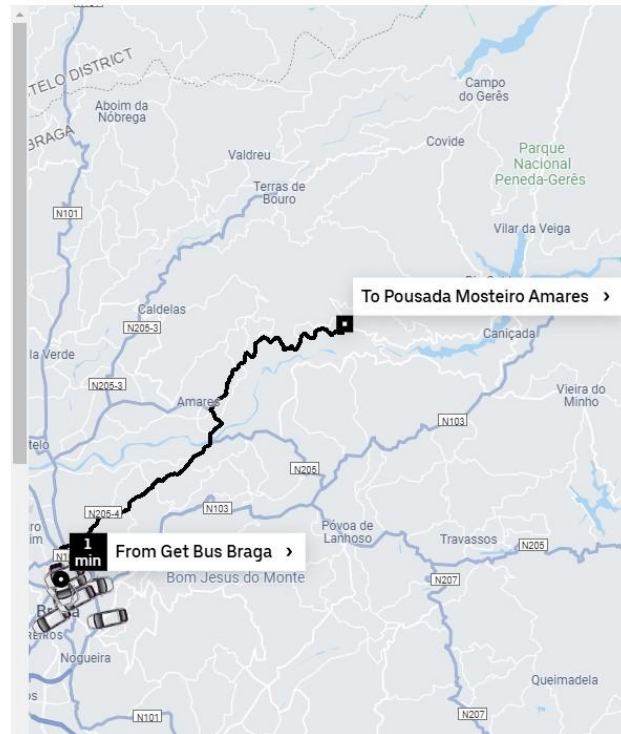 TELO DISTRICT
BRAGA
Aboim da
Nóbrega
Campo
do Gerês
Covide
Parque
Nacional
Peneda-Gerês
Valdreu
Terras de
Bouro
N101
Vilar da Veiga
To Pousada Mosteiro Amares ›
Caldelas
N205-3
Caniçada
la Verde
N205-3
Amares
Vieira do
Minho
N103
telo
N205
N205-4
N103
Póvoa de
Lanhoso
Travassos
N205
1
min
From Get Bus Braga ›
Bom Jesus do Monte
N207
Nogueira
Queimadela
N101
N207